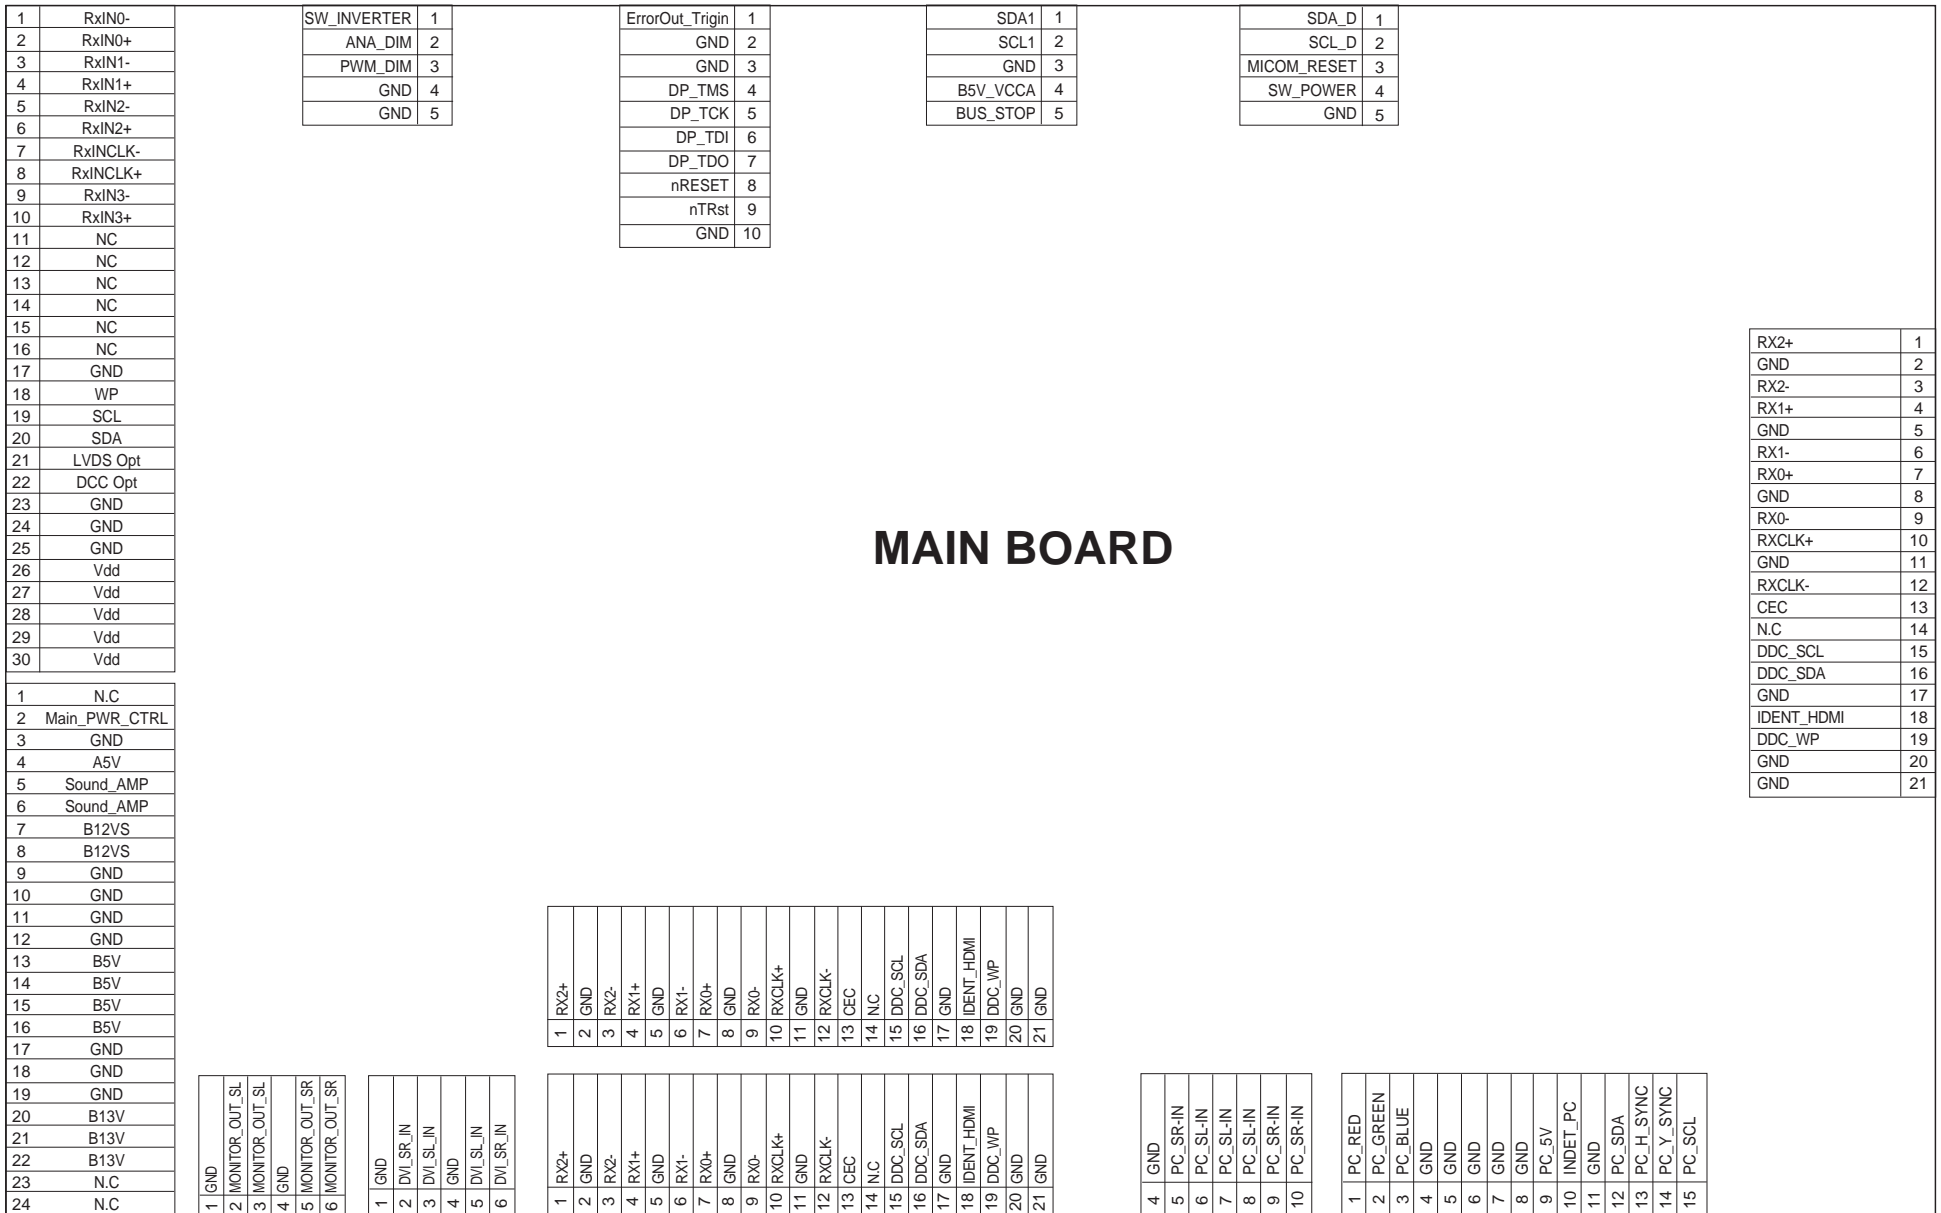 1 RxIN0-
2 RxIN0+
3 RxIN1-
4 RxIN1+
5 RxIN2-
6 RxIN2+
7 RxINCLK-
8 RxINCLK+
9 RxIN3-
10 RxIN3+
11 NC
12 NC
13 NC
14 NC
15 NC
16 NC
17 GND
18 WP
19 SCL
20 SDA
21 LVDS Opt
22 DCC Opt
23 GND
24 GND
25 GND
26 Vdd
27 Vdd
28 Vdd
29 Vdd
30 Vdd
1 N.C
2 Main_PWR_CTRL
3 GND
4 A5V
5 Sound_AMP
6 Sound_AMP
7 B12VS
8 B12VS
9 GND
10 GND
11 GND
12 GND
13 B5V
14 B5V
15 B5V
16 B5V
17 GND
18 GND
19 GND
20 B13V
21 B13V
22 B13V
23 N.C
24 N.C
SW_INVERTER 1
ANA_DIM 2
PWM_DIM 3
GND 4
GND 5
ErrorOut_Trigin 1
GND 2
GND 3
DP_TMS 4
DP_TCK 5
DP_TDI 6
DP_TDO 7
nRESET 8
nTRst 9
GND 10
SDA1 1
SCL1 2
GND 3
B5V_VCCA 4
BUS_STOP 5
SDA_D 1
SCL_D 2
MICOM_RESET 3
SW_POWER 4
GND 5
MAIN BOARD
RX2+ 1
GND 2
RX2- 3
RX1+ 4
GND 5
RX1- 6
RX0+ 7
GND 8
RX0- 9
RXCLK+ 10
GND 11
RXCLK- 12
CEC 13
N.C 14
DDC_SCL 15
DDC_SDA 16
GND 17
IDENT_HDMI 18
DDC_WP 19
GND 20
GND 21
1 RX2+
2 GND
3 RX2-
4 RX1+
5 GND
6 RX1-
7 RX0+
8 GND
9 RX0-
10 RXCLK+
11 GND
12 RXCLK-
13 CEC
14 N.C
15 DDC_SCL
16 DDC_SDA
17 GND
18 IDENT_HDMI
19 DDC_WP
20 GND
21 GND
1 GND
2 MONITOR_OUT_SL
3 MONITOR_OUT_SL
4 GND
5 MONITOR_OUT_SR
6 MONITOR_OUT_SR
1 GND
2 DVI_SR_IN
3 DVI_SL_IN
4 GND
5 DVI_SL_IN
6 DVI_SR_IN
1 RX2+
2 GND
3 RX2-
4 RX1+
5 GND
6 RX1-
7 RX0+
8 GND
9 RX0-
10 RXCLK+
11 GND
12 RXCLK-
13 CEC
14 N.C
15 DDC_SCL
16 DDC_SDA
17 GND
18 IDENT_HDMI
19 DDC_WP
20 GND
21 GND
4 GND
5 PC_SR-IN
6 PC_SL-IN
7 PC_SL-IN
8 PC_SL-IN
9 PC_SR-IN
10 PC_SR-IN
1 PC_RED
2 PC_GREEN
3 PC_BLUE
4 GND
5 GND
6 GND
7 GND
8 GND
9 PC_5V
10 INDET_PC
11 GND
12 PC_SDA
13 PC_H_SYNC
14 PC_Y_SYNC
15 PC_SCL